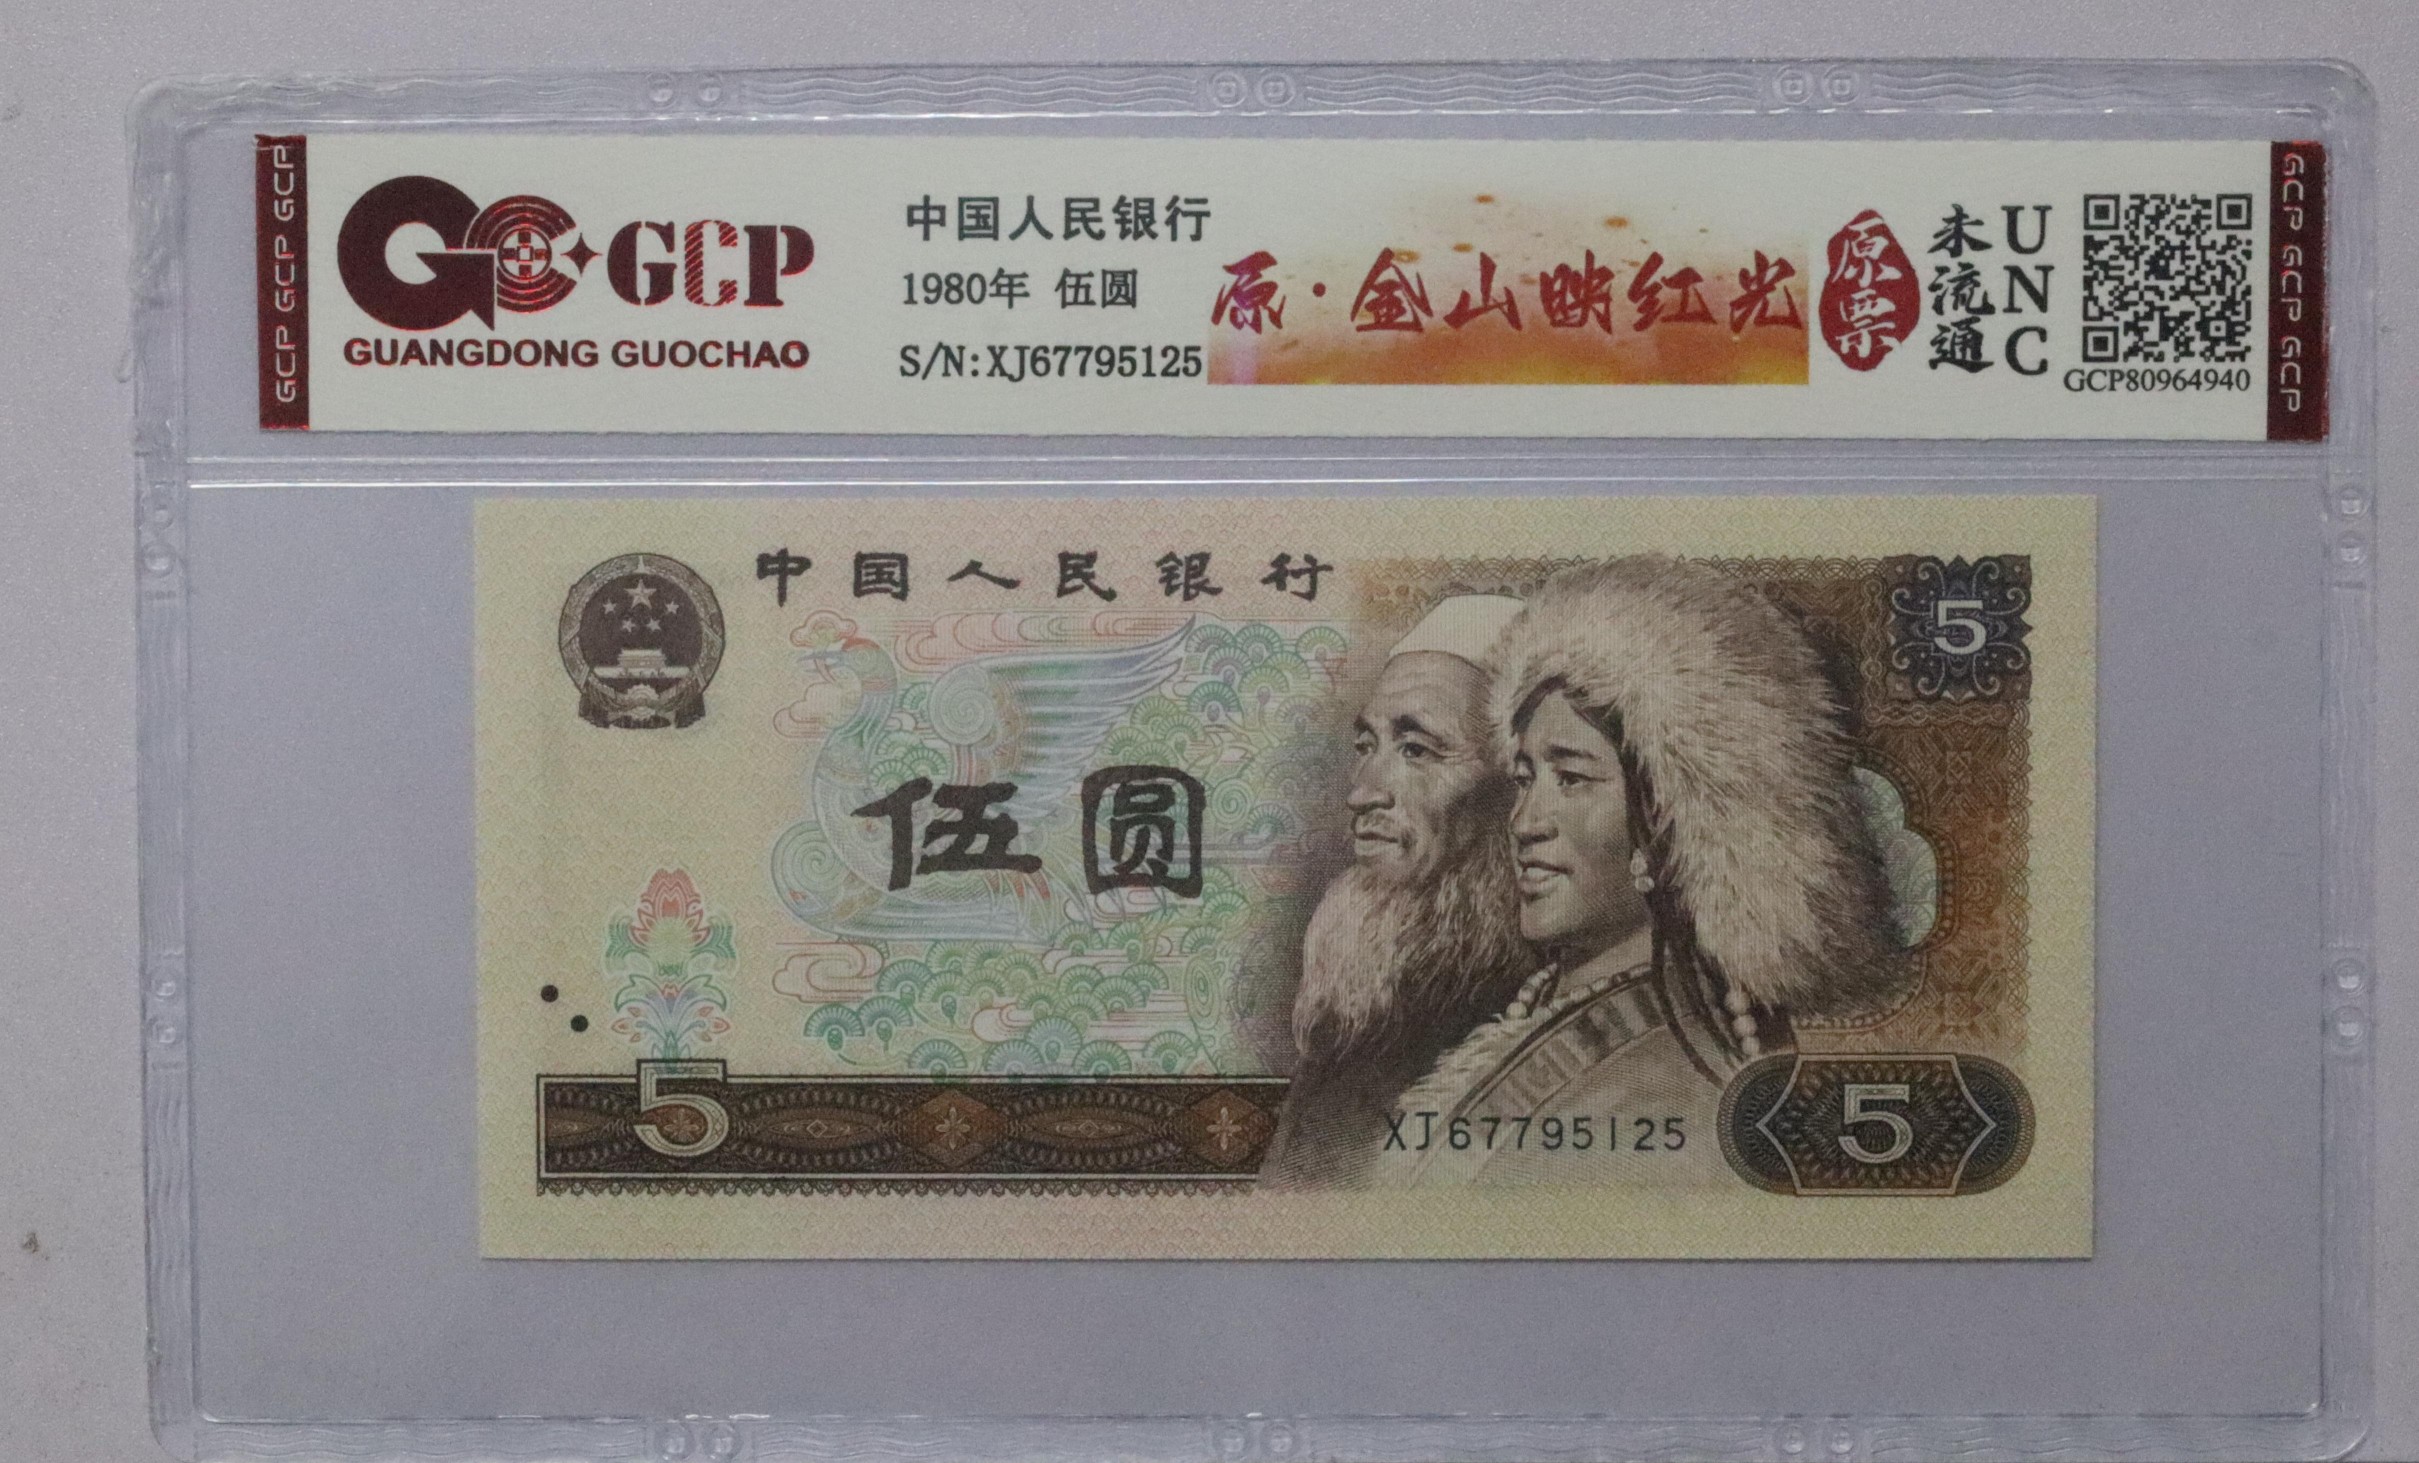 GCP GCP GCP
GCP
GUANGDONG GUOCHAO
中国人民银行
1980年 伍圆
S/N:XJ67795125
原·金山映红光
原票
未流通
UNC
GCP80964940
GCP GCP GCP
中国人民银行
5
伍圆
5
XJ67795125
5